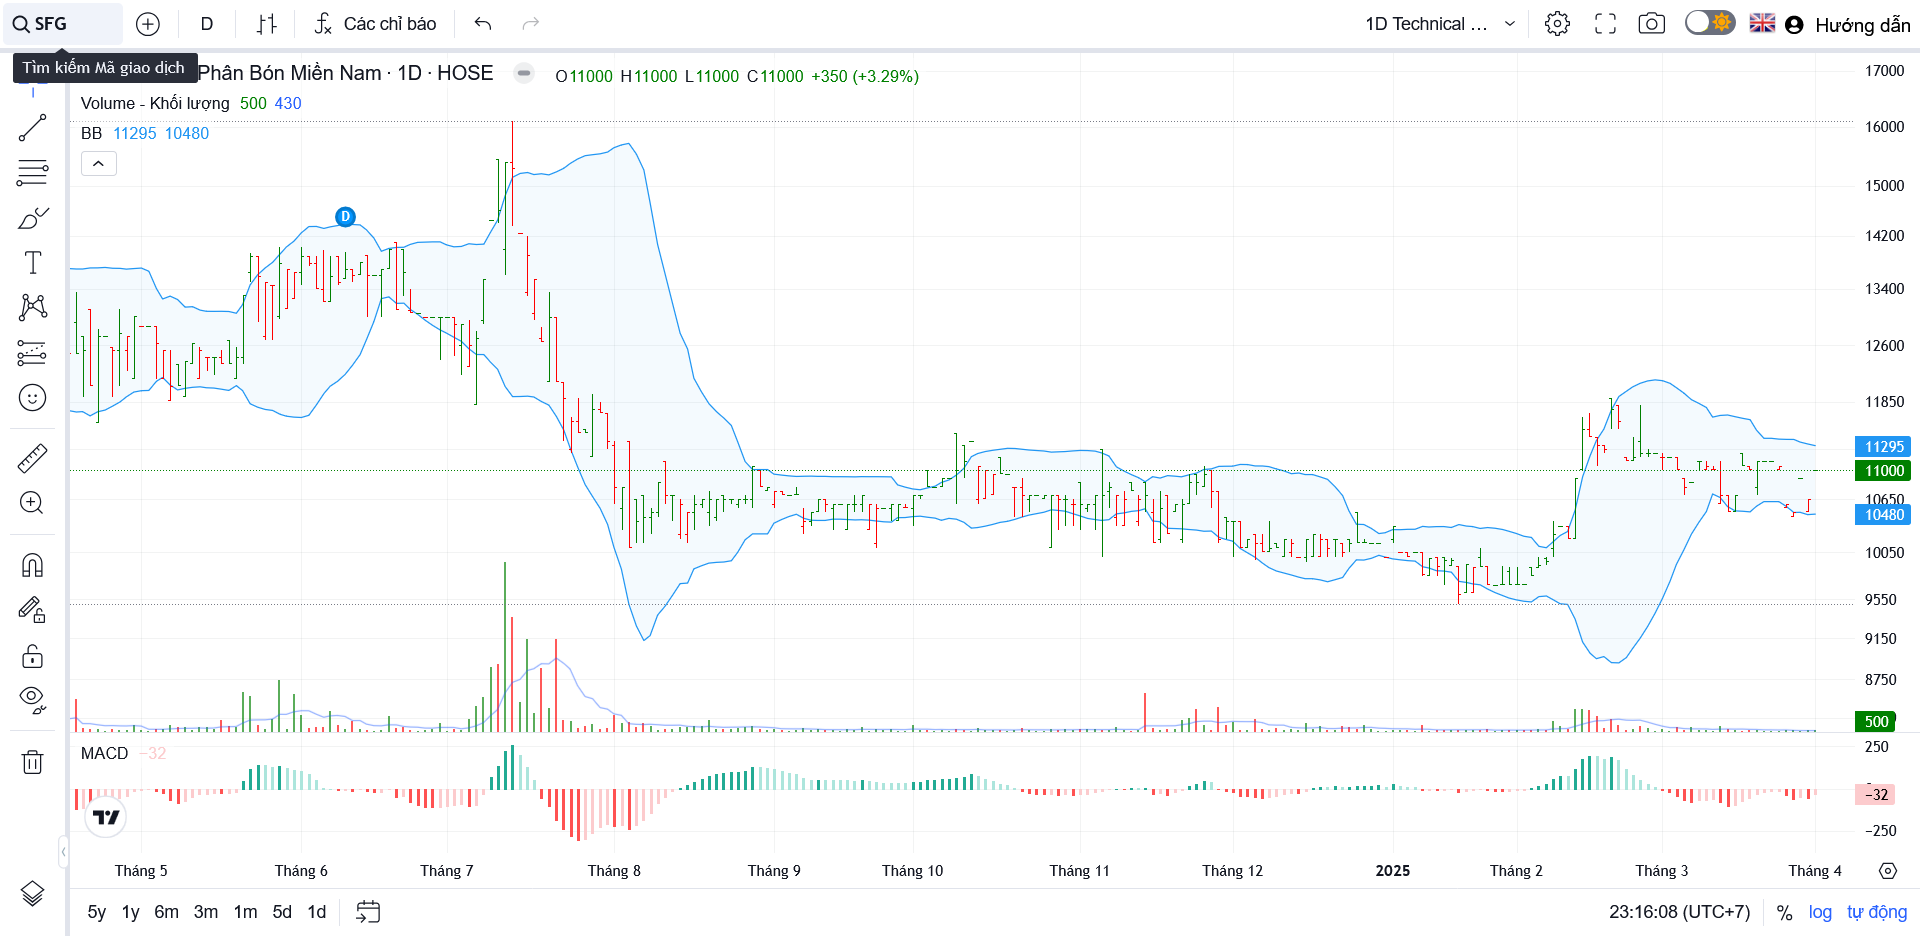 SFG
D
Các chỉ báo
1D Technical ...
Hướng dẫn
Tìm kiếm Mã giao dịch
Phân Bón Miền Nam · 1D · HOSE
O11000 H11000 L11000 C11000 +350 (+3.29%)
Volume - Khối lượng 500 430
BB 11295 10480
D
17000
16000
15000
14200
13400
12600
11850
11295
11000
10650
10480
10050
9550
9150
8750
500
MACD −32
250
−32
−250
Tháng 5
Tháng 6
Tháng 7
Tháng 8
Tháng 9
Tháng 10
Tháng 11
Tháng 12
2025
Tháng 2
Tháng 3
Tháng 4
5y 1y 6m 3m 1m 5d 1d
23:16:08 (UTC+7)
% log tự động